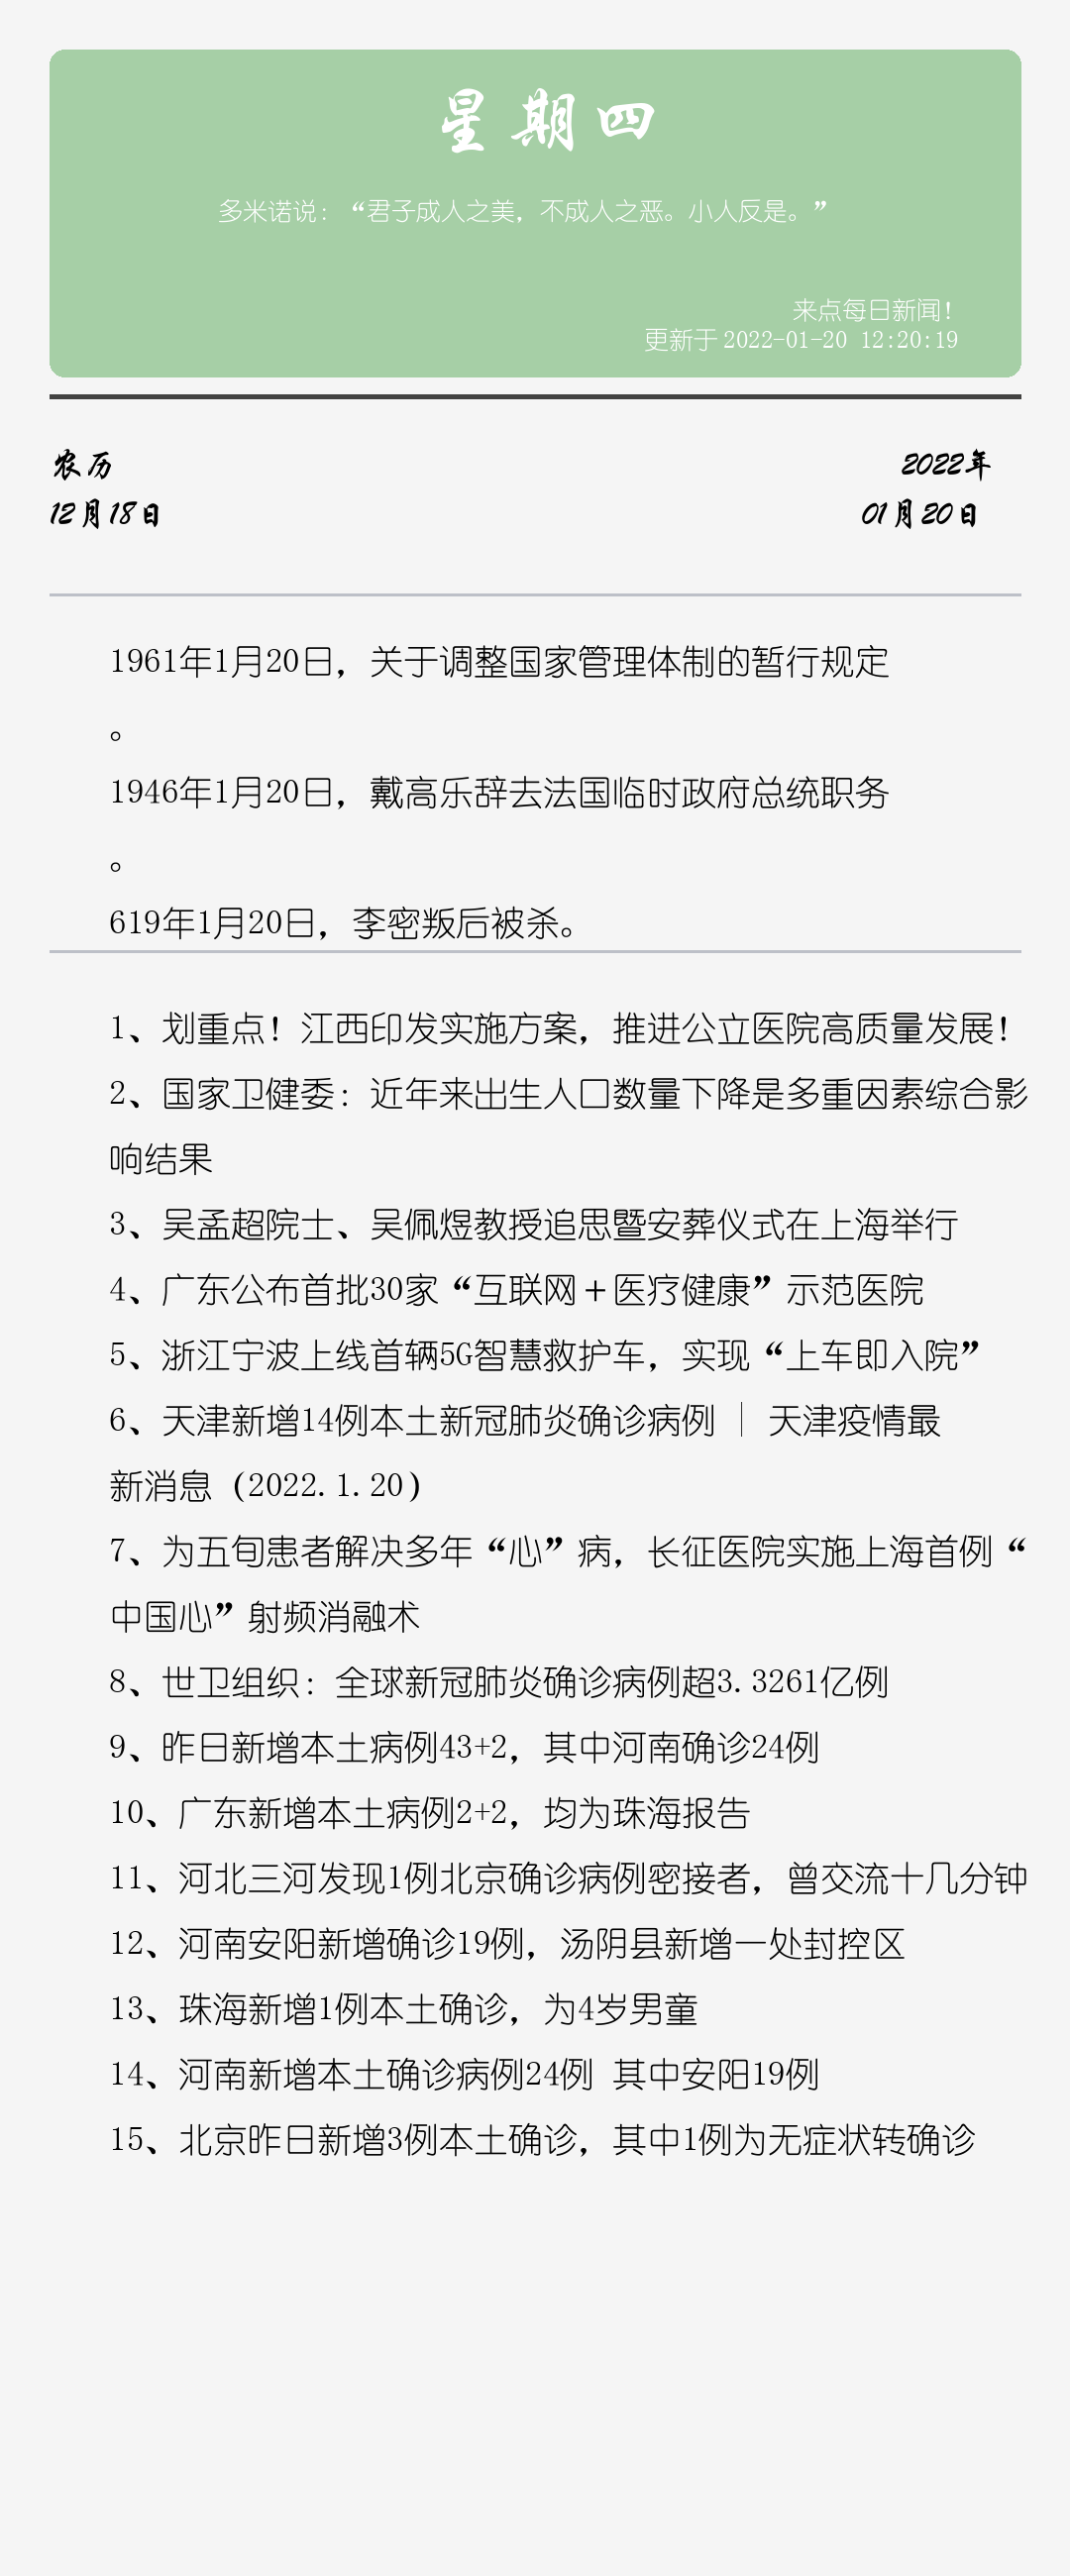 星期四
多米诺说：“君子成人之美，不成人之恶。小人反是。”
来点每日新闻！
更新于 2022-01-20 12:20:19
农历
2022年
12月18日
01月20日
1961年1月20日，关于调整国家管理体制的暂行规定
。
1946年1月20日，戴高乐辞去法国临时政府总统职务
。
619年1月20日，李密叛后被杀。
1、划重点！江西印发实施方案，推进公立医院高质量发展！
2、国家卫健委：近年来出生人口数量下降是多重因素综合影
响结果
3、吴孟超院士、吴佩煜教授追思暨安葬仪式在上海举行
4、广东公布首批30家“互联网＋医疗健康”示范医院
5、浙江宁波上线首辆5G智慧救护车，实现“上车即入院”
6、天津新增14例本土新冠肺炎确诊病例 ｜ 天津疫情最
新消息（2022.1.20）
7、为五旬患者解决多年“心”病，长征医院实施上海首例“
中国心”射频消融术
8、世卫组织：全球新冠肺炎确诊病例超3.3261亿例
9、昨日新增本土病例43+2，其中河南确诊24例
10、广东新增本土病例2+2，均为珠海报告
11、河北三河发现1例北京确诊病例密接者，曾交流十几分钟
12、河南安阳新增确诊19例，汤阴县新增一处封控区
13、珠海新增1例本土确诊，为4岁男童
14、河南新增本土确诊病例24例 其中安阳19例
15、北京昨日新增3例本土确诊，其中1例为无症状转确诊